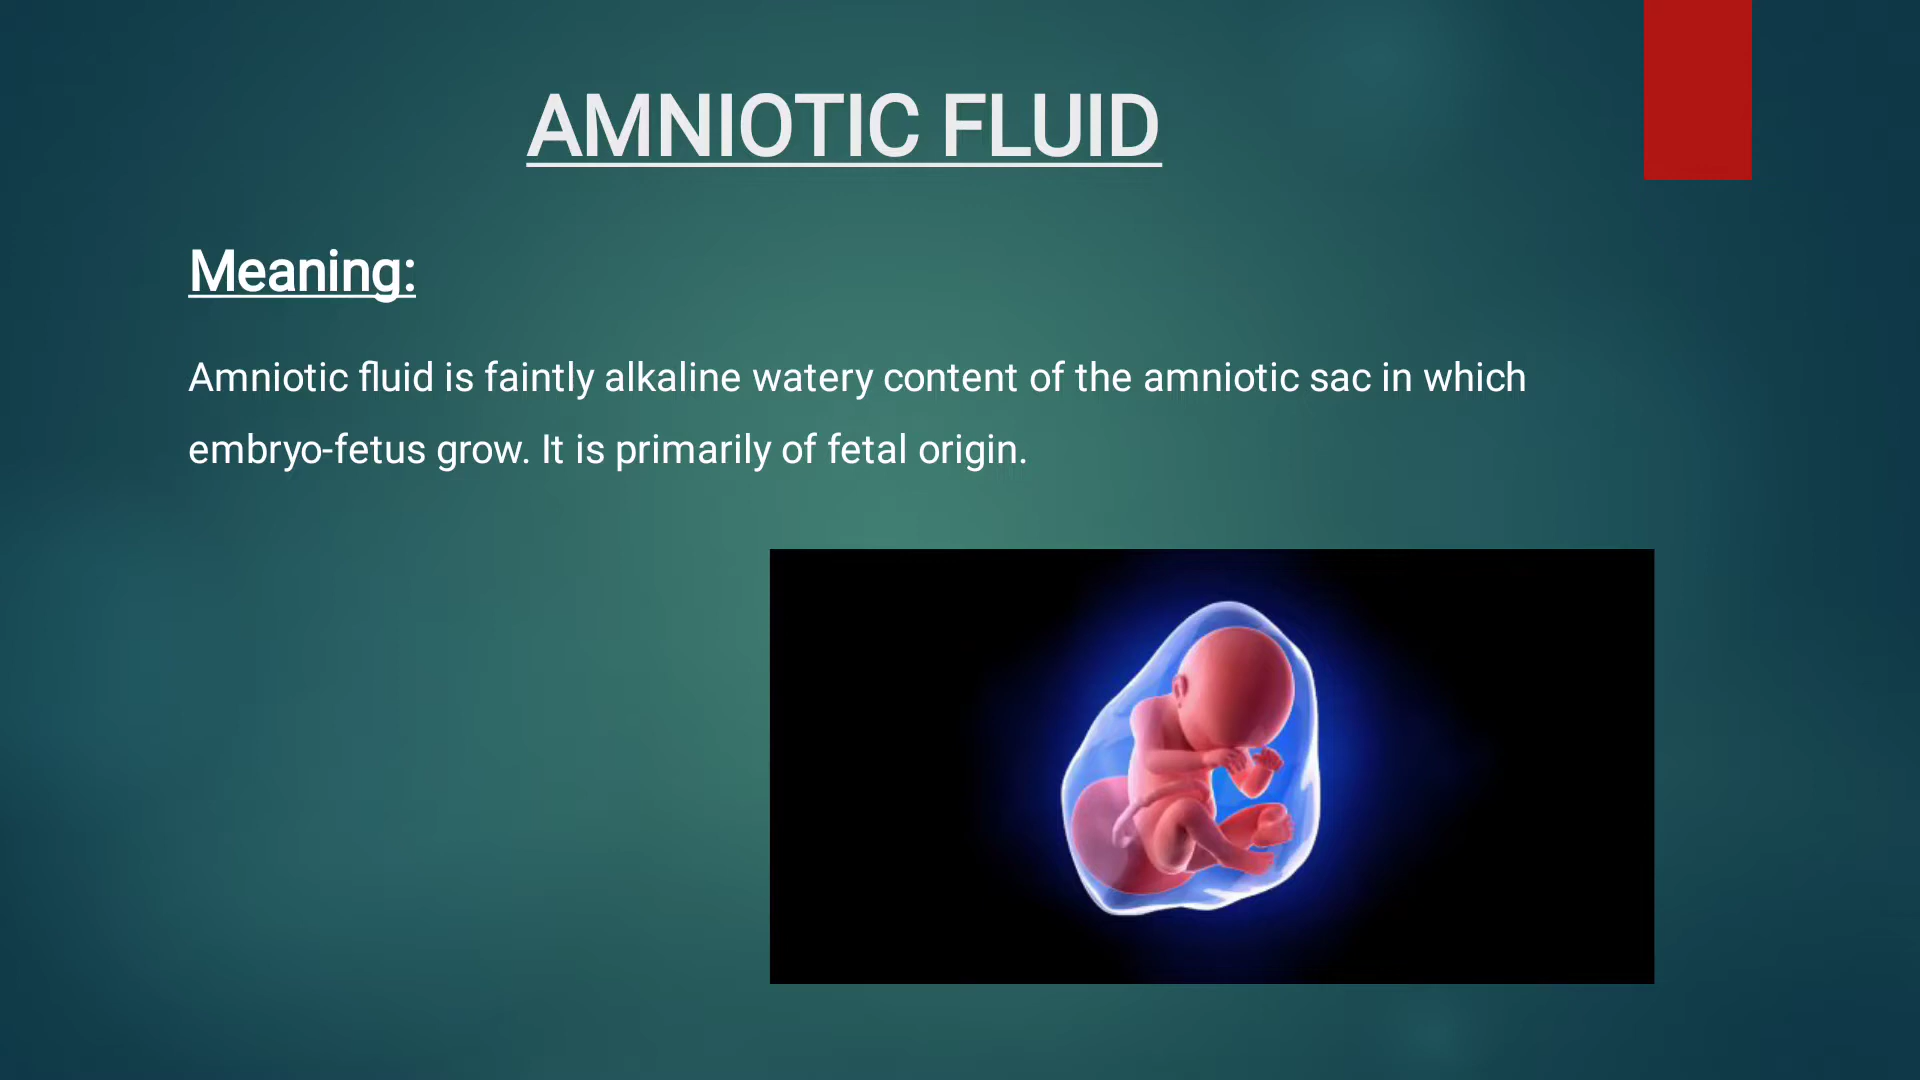 AMNIOTIC FLUID
Meaning:
Amniotic fluid is faintly alkaline watery content of the amniotic sac in which
embryo-fetus grow. It is primarily of fetal origin.